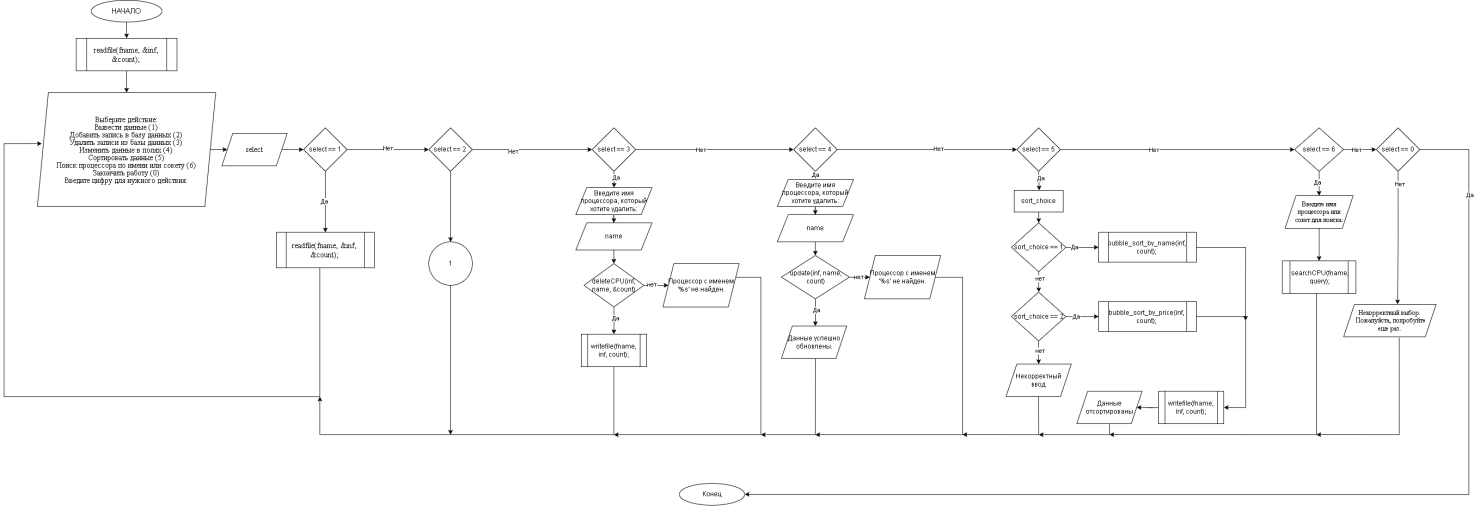 НАЧАЛО
readfile(fname, &inf,
&count);
Выберите действие:
Вывести данные (1)
Добавить запись в базу данных (2)
Удалить записи из базы данных (3)
Изменить данные в полях (4)
Сортировать данные (5)
Поиск процессора по имени или сокету (6)
Закончить работу (0)
Введите цифру для нужного действия:
select
select == 1
Нет
select == 2
Нет
select == 3
Нет
select == 4
Нет
select == 5
Нет
select == 6
Нет
select == 0
Да
Да
readfile(fname, &inf,
&count);
1
Да
Введите имя
процессора, который
хотите удалить:
name
deleteCPU(inf,
name, &count)
нет
Процессор с именем
'%s' не найден.
Да
writefile(fname,
inf, count);
Да
Введите имя
процессора, который
хотите удалить:
name
update(inf, name,
count)
нет
Процессор с именем
'%s' не найден.
Да
Данные успешно
обновлены.
Да
sort_choice
sort_choice == 1
Да
bubble_sort_by_name(inf,
count);
нет
sort_choice == 2
Да
bubble_sort_by_price(inf,
count);
нет
Некорректный
ввод
Данные
отсортированы
writefile(fname,
inf, count);
Да
Введите имя
процессора или
сокет для поиска:
searchCPU(fname,
query);
Нет
Некорректный выбор.
Пожалуйста, попробуйте
еще раз.
Конец